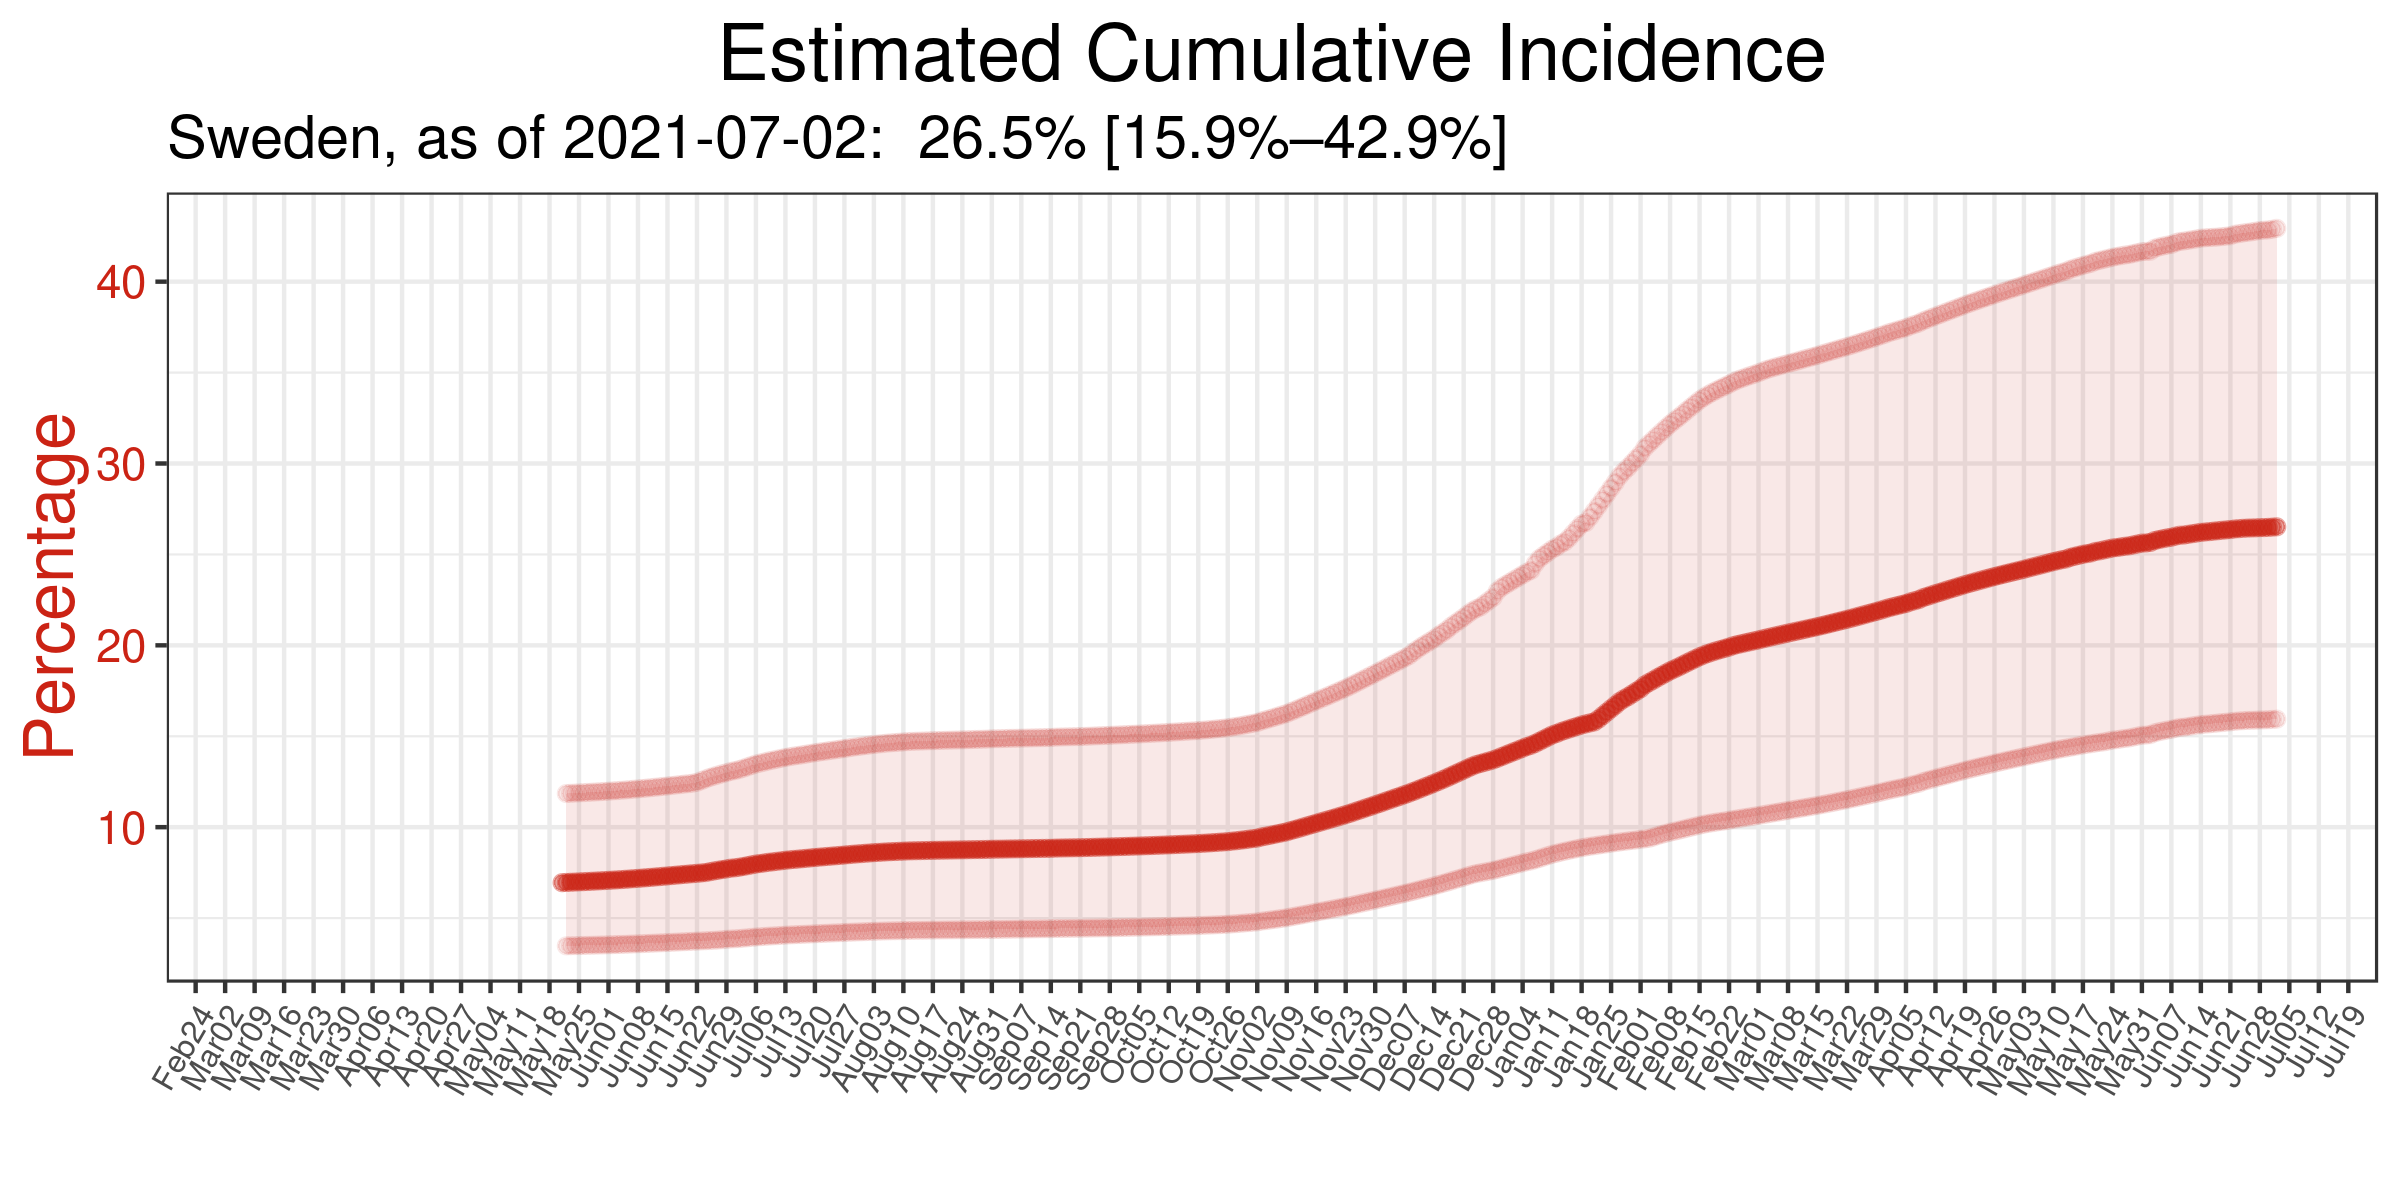 Estimated Cumulative Incidence
Sweden, as of 2021-07-02:  26.5% [15.9%–42.9%]
Percentage
40
30
20
10
Feb24
Mar02
Mar09
Mar16
Mar23
Mar30
Apr06
Apr13
Apr20
Apr27
May04
May11
May18
May25
Jun01
Jun08
Jun15
Jun22
Jun29
Jul06
Jul13
Jul20
Jul27
Aug03
Aug10
Aug17
Aug24
Aug31
Sep07
Sep14
Sep21
Sep28
Oct05
Oct12
Oct19
Oct26
Nov02
Nov09
Nov16
Nov23
Nov30
Dec07
Dec14
Dec21
Dec28
Jan04
Jan11
Jan18
Jan25
Feb01
Feb08
Feb15
Feb22
Mar01
Mar08
Mar15
Mar22
Mar29
Apr05
Apr12
Apr19
Apr26
May03
May10
May17
May24
May31
Jun07
Jun14
Jun21
Jun28
Jul05
Jul12
Jul19